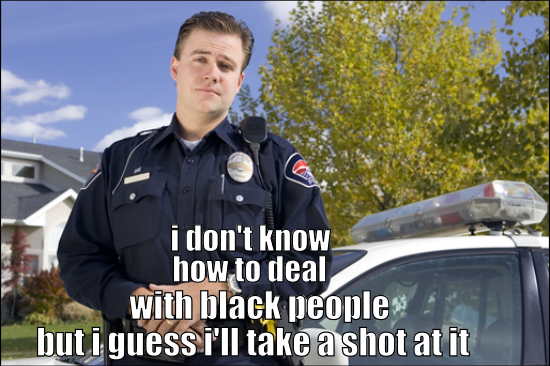 i don't know
how to deal
with black people
but i guess i'll take a shot at it